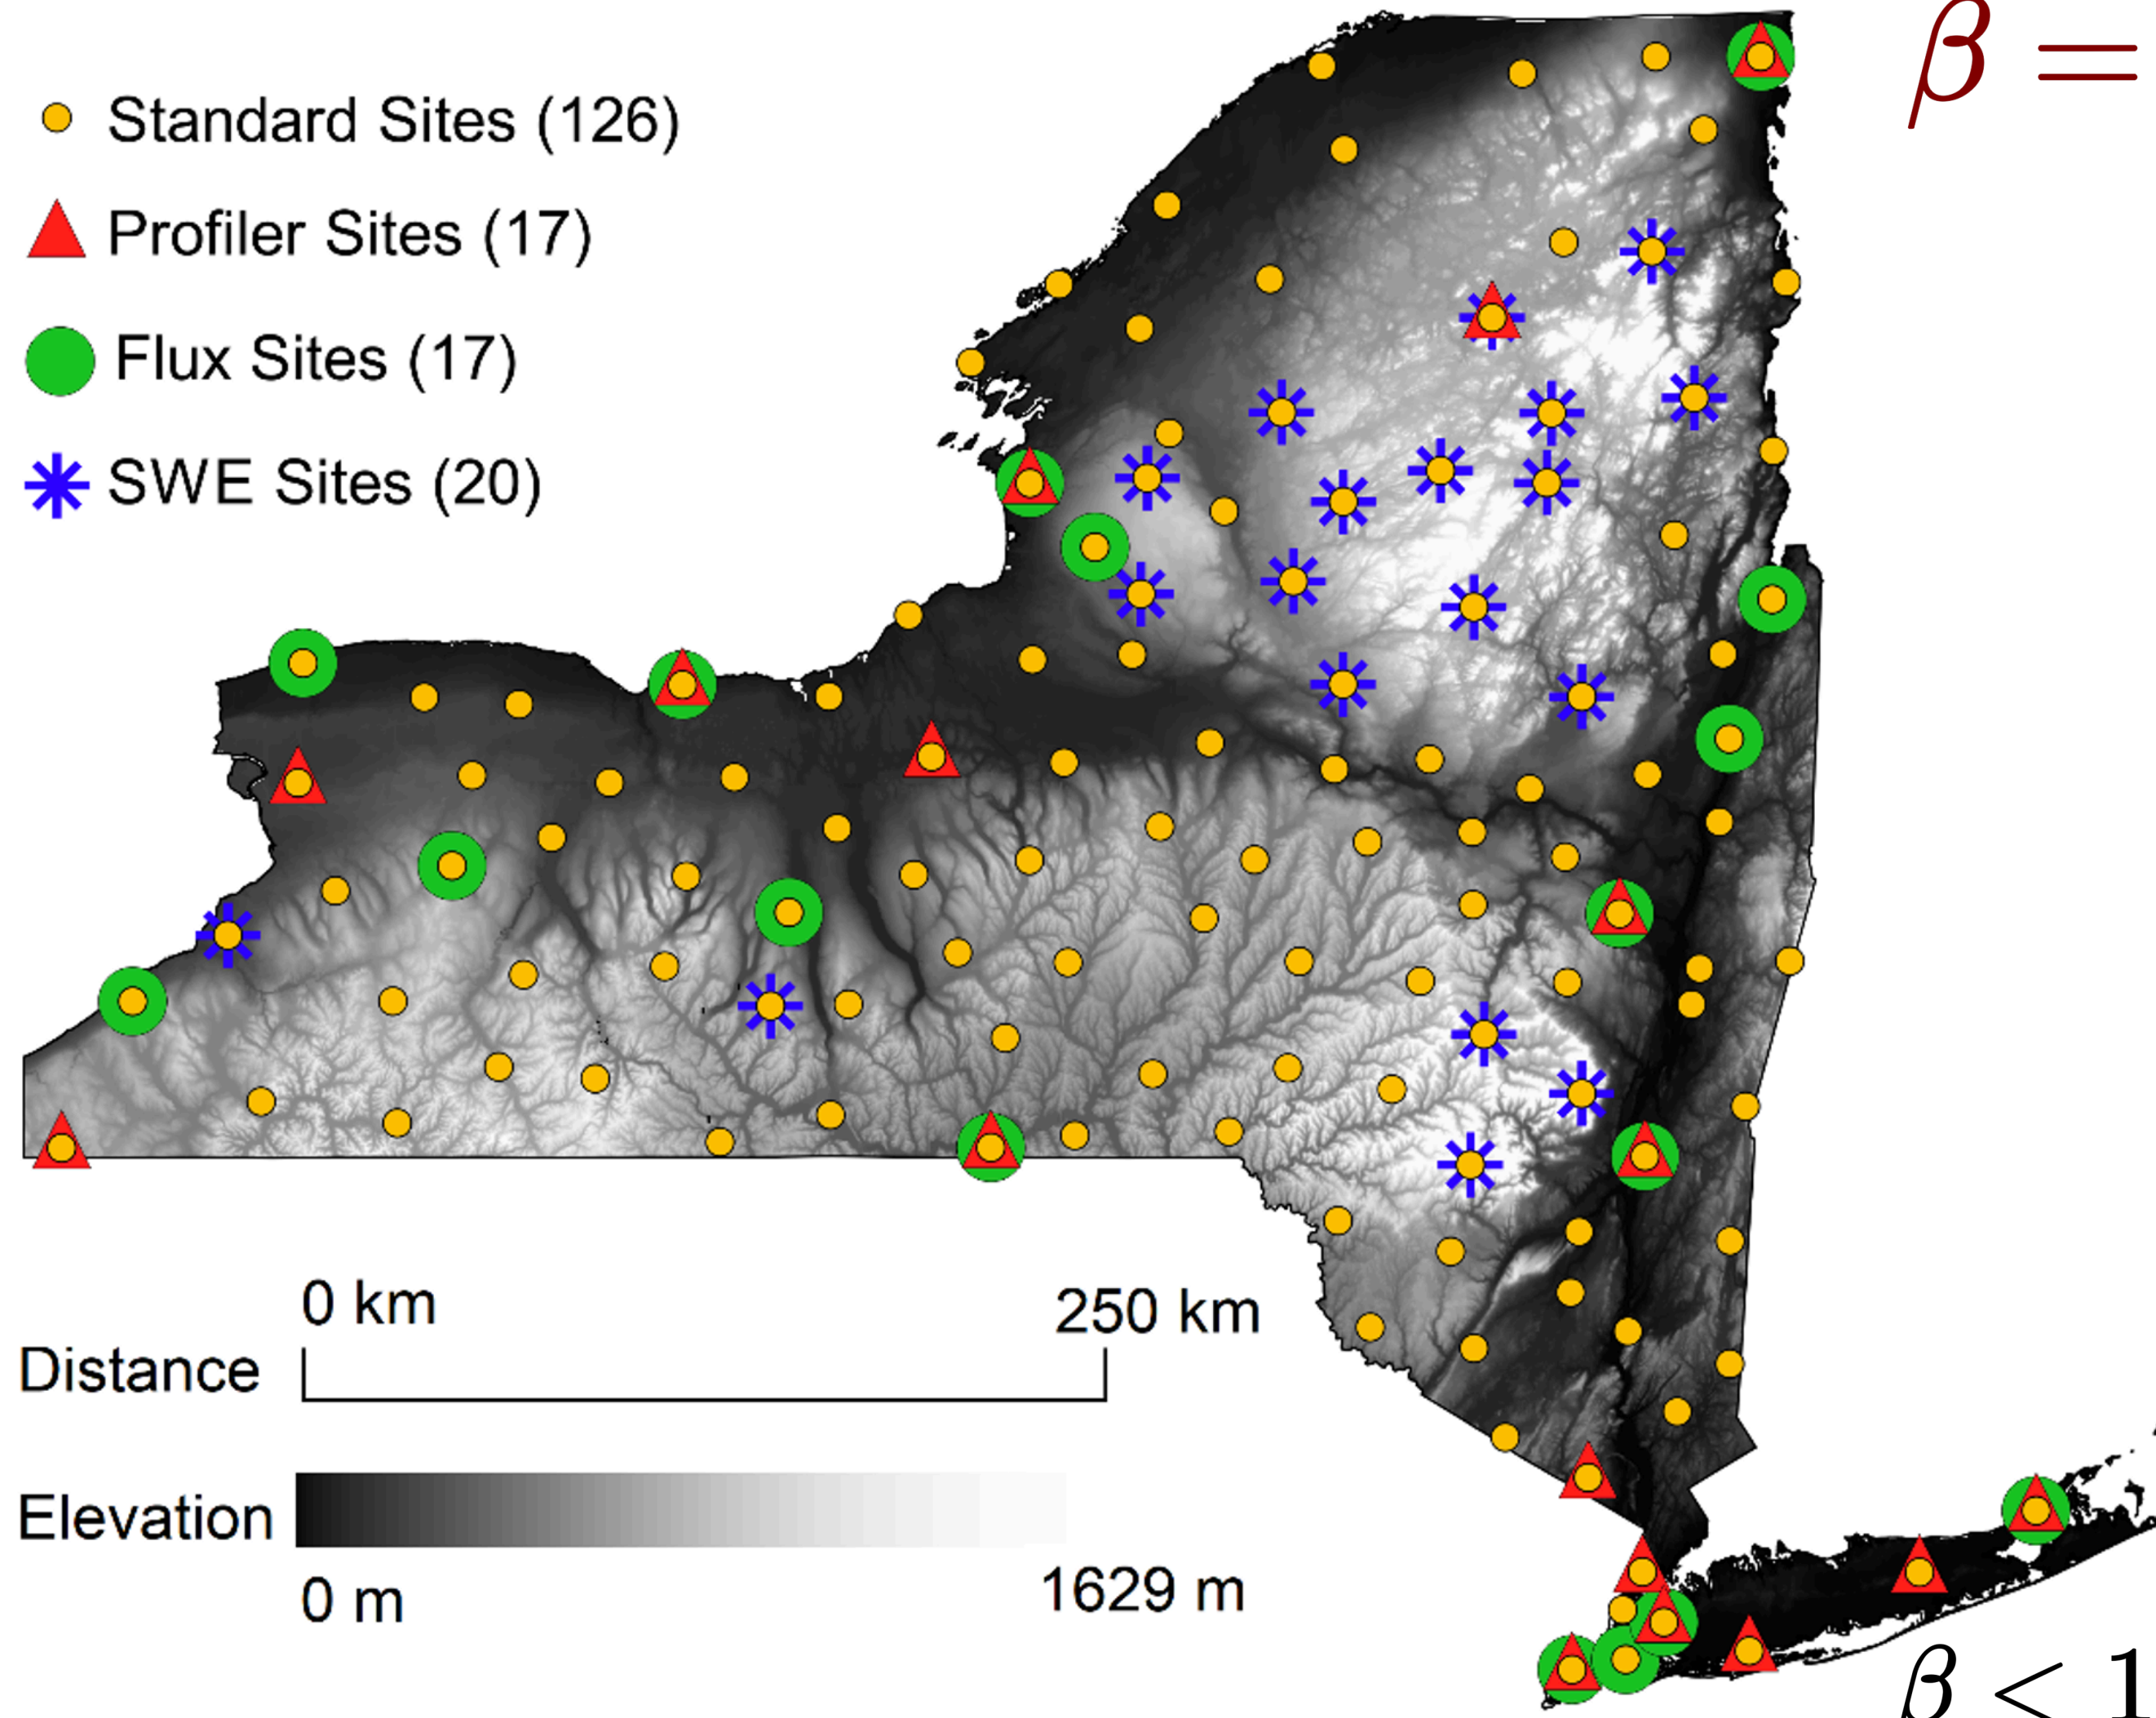 β =
Standard Sites (126)
Profiler Sites (17)
Flux Sites (17)
SWE Sites (20)
0 km 250 km
Distance
Elevation
0 m 1629 m
β < 1